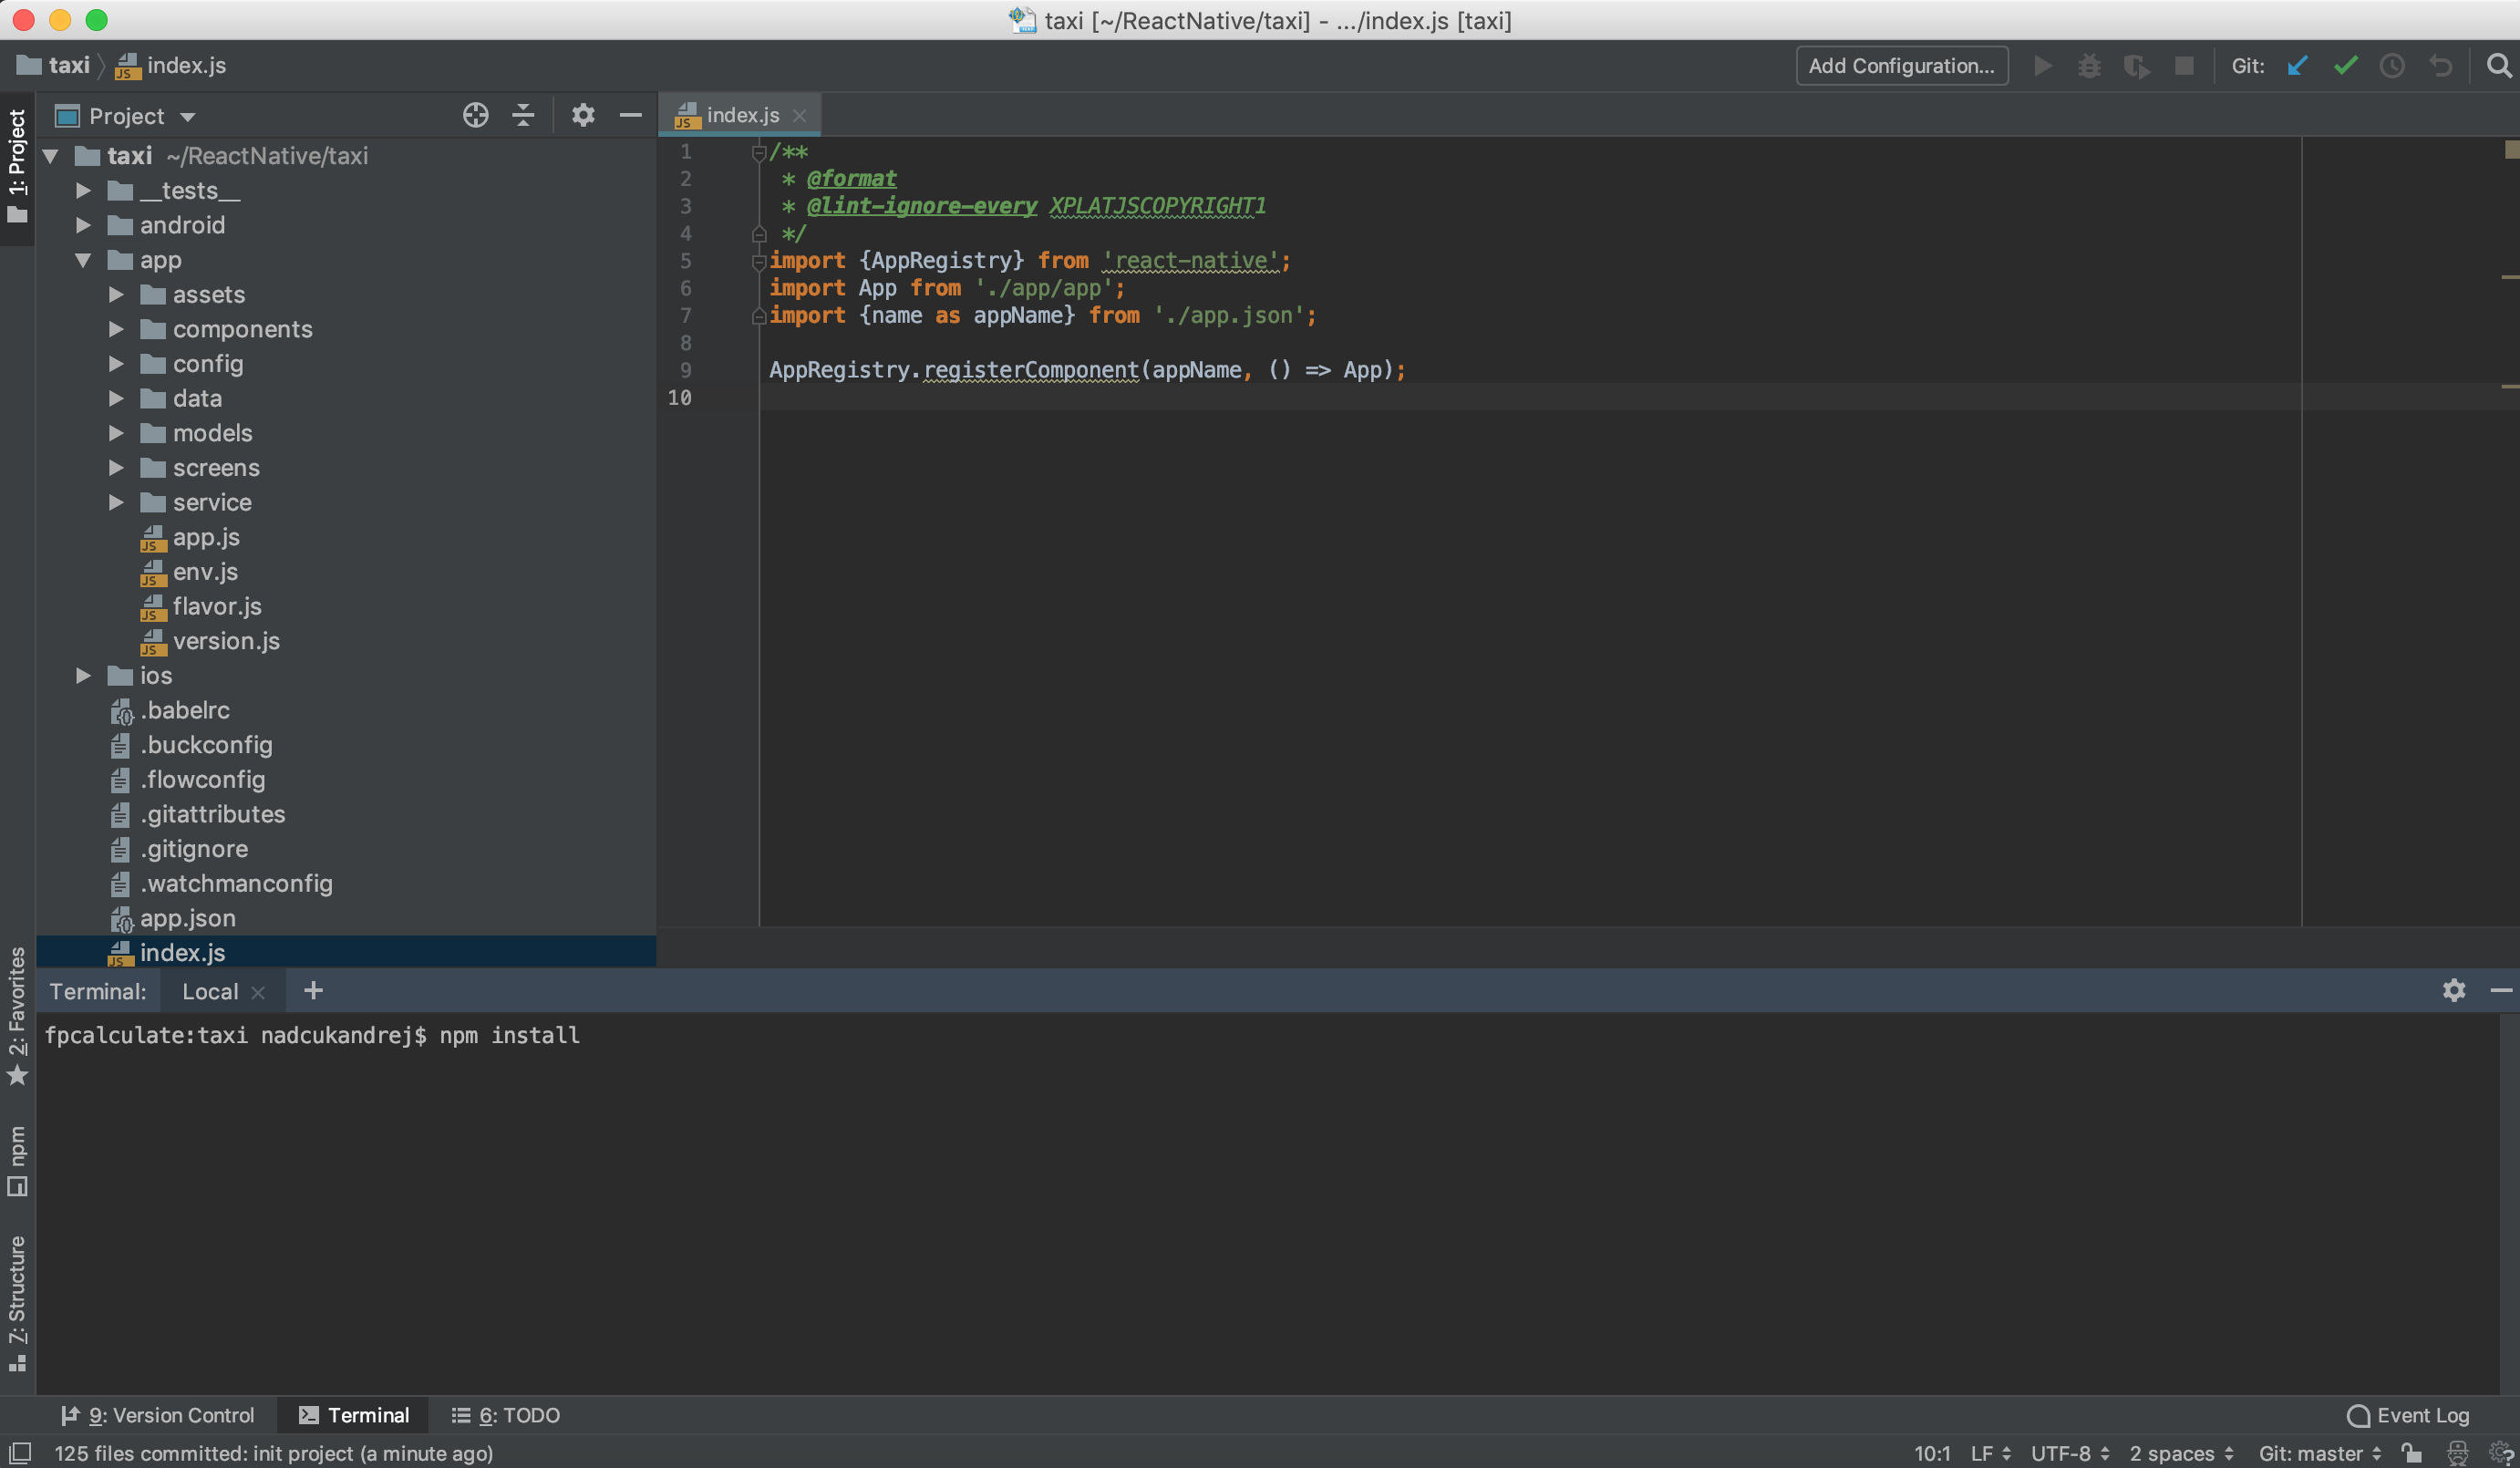 taxi [~/ReactNative/taxi] - .../index.js [taxi]
taxi index.js
Add Configuration...
Git:
1: Project
Project
index.js
taxi ~/ReactNative/taxi
__tests__
android
app
assets
components
config
data
models
screens
service
app.js
env.js
flavor.js
version.js
ios
.babelrc
.buckconfig
.flowconfig
.gitattributes
.gitignore
.watchmanconfig
app.json
index.js
1 /**
2 * @format
3 * @lint-ignore-every XPLATJSCOPYRIGHT1
4 */
5 import {AppRegistry} from 'react-native';
6 import App from './app/app';
7 import {name as appName} from './app.json';
8
9 AppRegistry.registerComponent(appName, () => App);
10
2: Favorites
npm
7: Structure
Terminal: Local
fpcalculate:taxi nadcukandrej$ npm install
9: Version Control Terminal 6: TODO Event Log
125 files committed: init project (a minute ago) 10:1 LF UTF-8 2 spaces Git: master